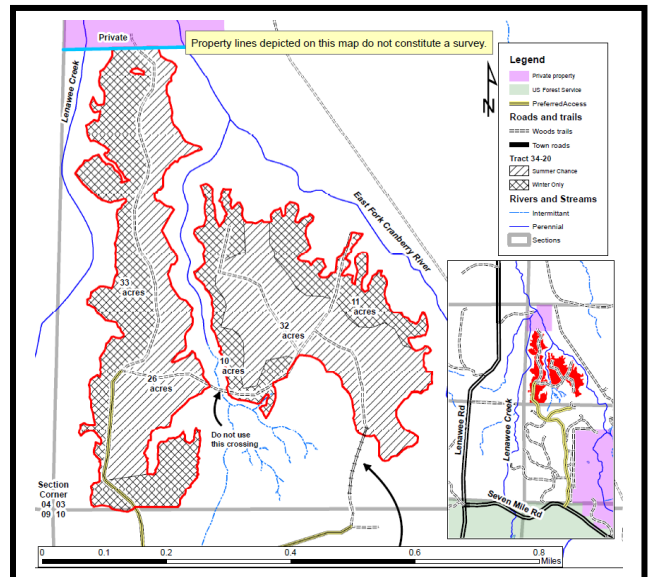 Private
Property lines depicted on this map do not constitute a survey.
Lenawee Creek
N
Legend
Private property
US Forest Service
PreferredAccess
Roads and trails
Woods trails
Town roads
Tract 34-20
Summer Chance
Winter Only
Rivers and Streams
Intermittant
Perennial
Sections
East Fork Cranberry River
33
acres
11
acres
32
acres
10
acres
26
acres
Do not use
this crossing
Section
Corner
04 03
09 10
Lenawee Rd
Lenawee Creek
Seven Mile Rd
0 0.1 0.2 0.4 0.6 0.8
Miles